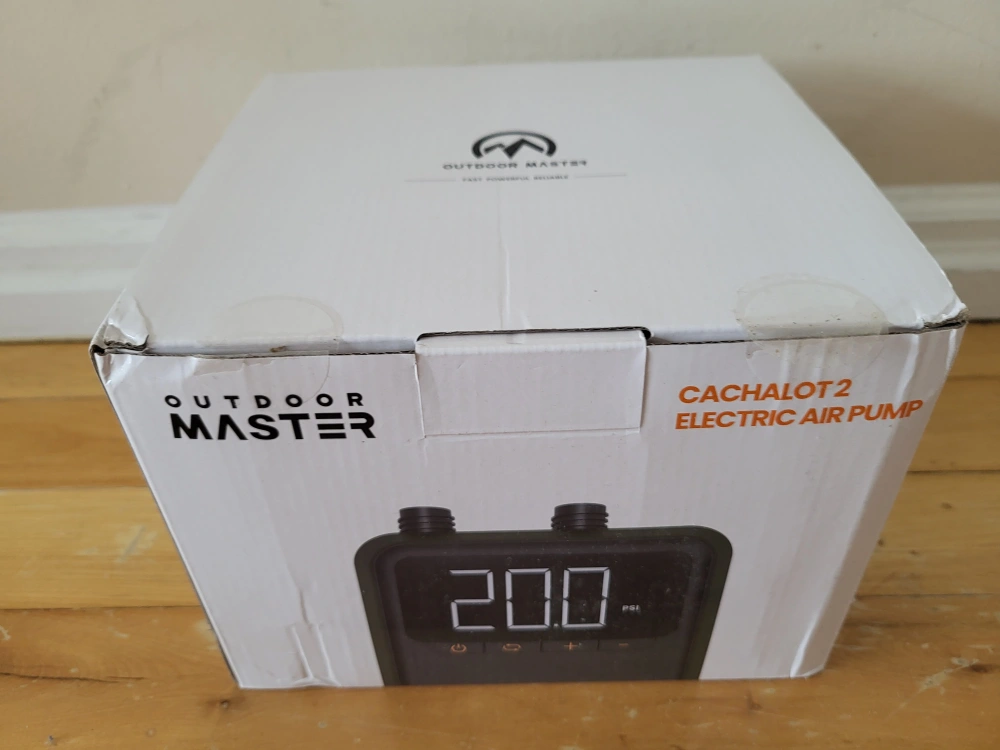 OUTDOOR MASTER
FAST POWERFUL RELIABLE
OUTDOOR
MASTER
CACHALOT 2
ELECTRIC AIR PUMP
20.0 PSI